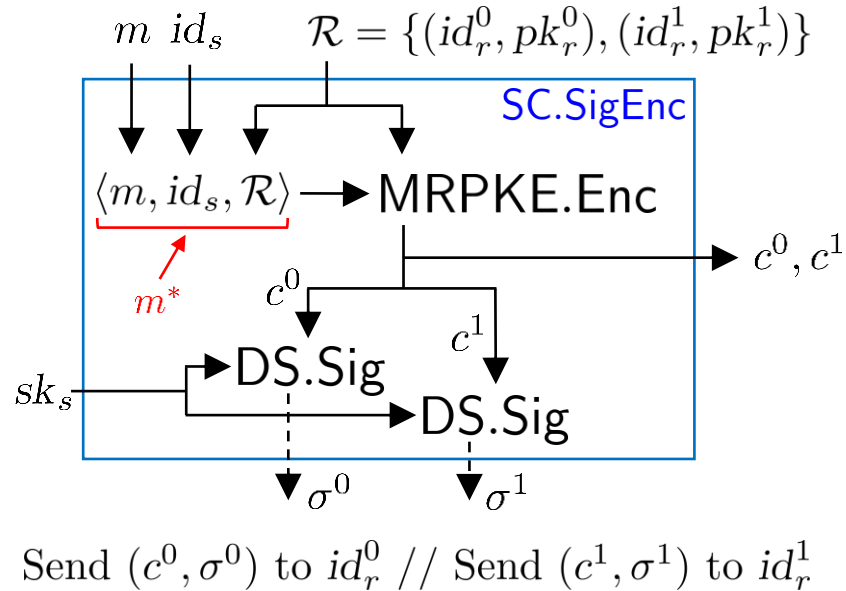 m id_s R = {(id_r^0, pk_r^0), (id_r^1, pk_r^1)}
SC.SigEnc
⟨m, id_s, R⟩ MRPKE.Enc
c^0, c^1
m*
c^0
c^1
DS.Sig
sk_s
DS.Sig
σ^0 σ^1
Send (c^0, σ^0) to id_r^0 // Send (c^1, σ^1) to id_r^1